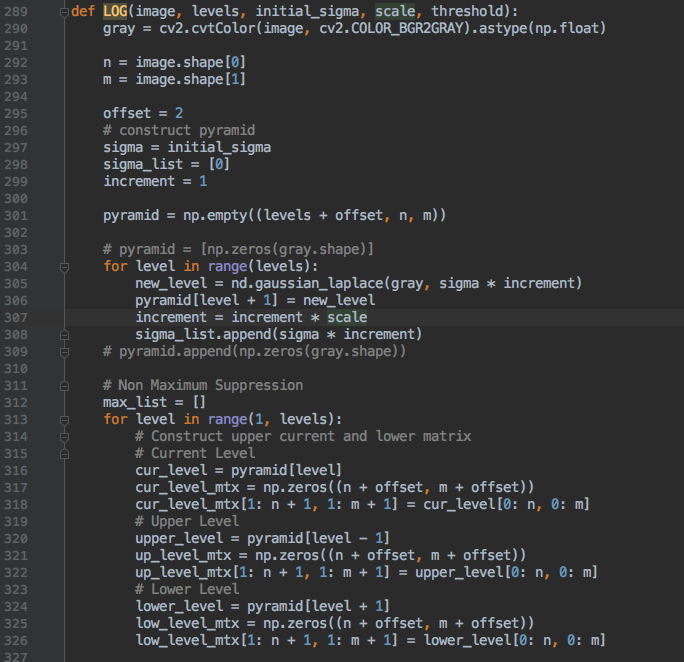 289 def LOG(image, levels, initial_sigma, scale, threshold):
290     gray = cv2.cvtColor(image, cv2.COLOR_BGR2GRAY).astype(np.float)
291
292     n = image.shape[0]
293     m = image.shape[1]
294
295     offset = 2
296     # construct pyramid
297     sigma = initial_sigma
298     sigma_list = [0]
299     increment = 1
300
301     pyramid = np.empty((levels + offset, n, m))
302
303     # pyramid = [np.zeros(gray.shape)]
304     for level in range(levels):
305         new_level = nd.gaussian_laplace(gray, sigma * increment)
306         pyramid[level + 1] = new_level
307         increment = increment * scale
308         sigma_list.append(sigma * increment)
309     # pyramid.append(np.zeros(gray.shape))
310
311     # Non Maximum Suppression
312     max_list = []
313     for level in range(1, levels):
314         # Construct upper current and lower matrix
315         # Current Level
316         cur_level = pyramid[level]
317         cur_level_mtx = np.zeros((n + offset, m + offset))
318         cur_level_mtx[1: n + 1, 1: m + 1] = cur_level[0: n, 0: m]
319         # Upper Level
320         upper_level = pyramid[level - 1]
321         up_level_mtx = np.zeros((n + offset, m + offset))
322         up_level_mtx[1: n + 1, 1: m + 1] = upper_level[0: n, 0: m]
323         # Lower Level
324         lower_level = pyramid[level + 1]
325         low_level_mtx = np.zeros((n + offset, m + offset))
326         low_level_mtx[1: n + 1, 1: m + 1] = lower_level[0: n, 0: m]
327